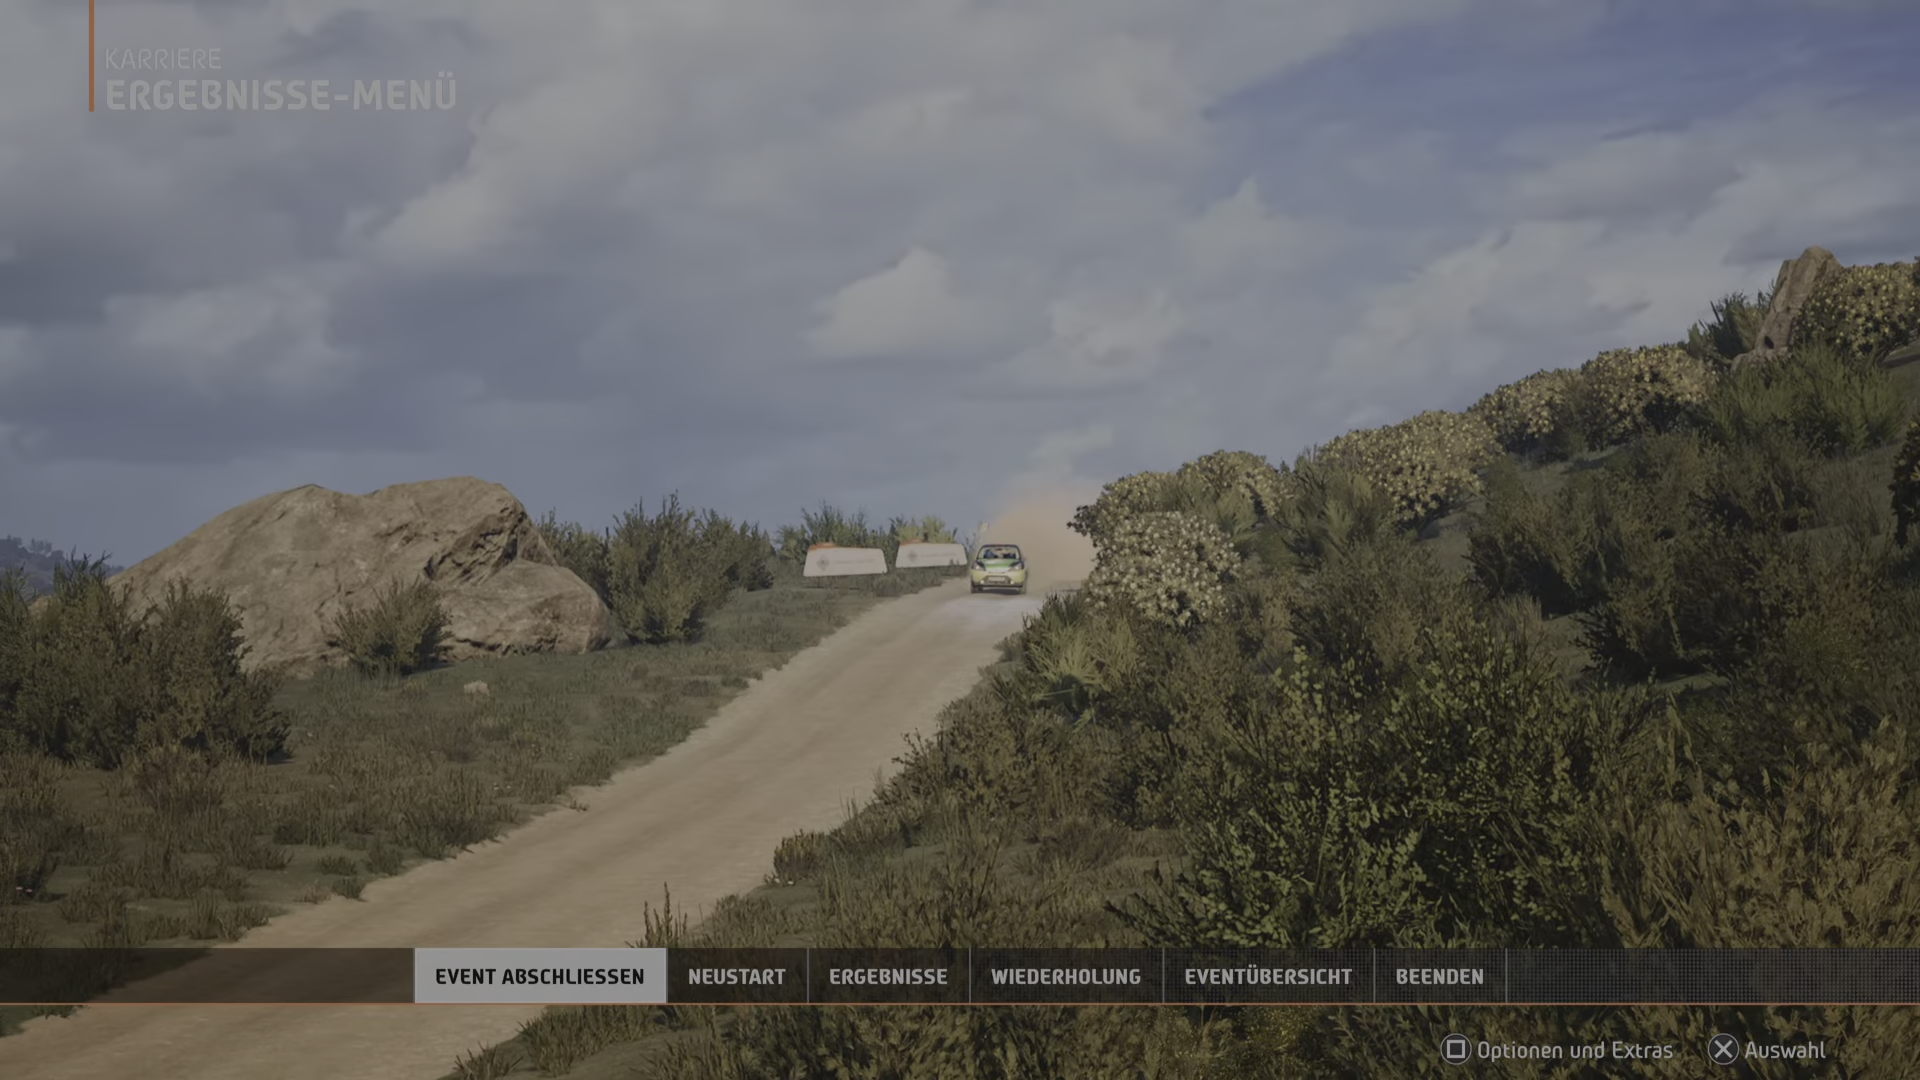 KARRIERE
ERGEBNISSE-MENÜ
EVENT ABSCHLIESSEN
NEUSTART
ERGEBNISSE
WIEDERHOLUNG
EVENTÜBERSICHT
BEENDEN
Optionen und Extras
Auswahl